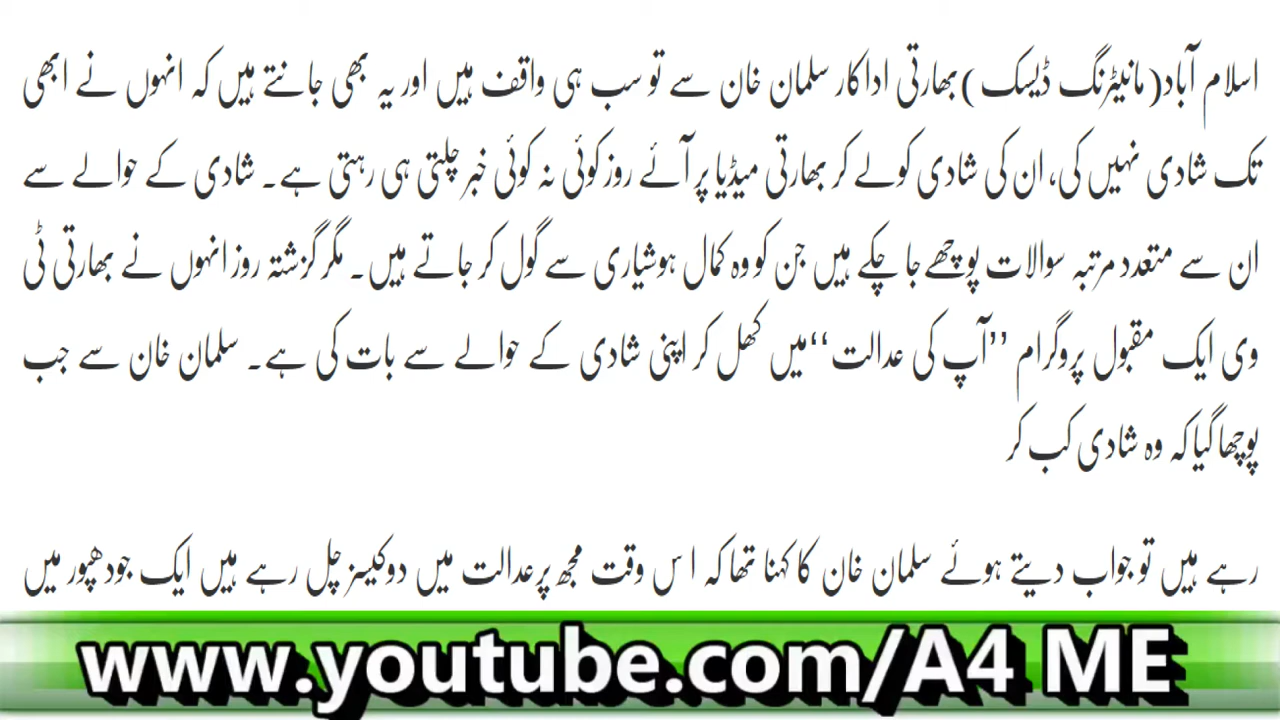 اسلام آباد(مانیٹرنگ ڈیسک)بھارتی اداکار سلمان خان سے تو سب ہی واقف ہیں اور یہ بھی جانتے ہیں کہ انہوں نے ابھی
تک شادی نہیں کی، ان کی شادی کولے کر بھارتی میڈیا پر آئے روز کوئی نہ کوئی خبر چلتی ہی رہتی ہے۔ شادی کے حوالے سے
ان سے متعدد مرتبہ سوالات پوچھے جا چکے ہیں جن کو وہ کمال ہوشیاری سے گول کر جاتے ہیں۔ مگر گزشتہ روز انہوں نے بھارتی ٹی
وی ایک مقبول پروگرام ’’آپ کی عدالت‘‘میں کھل کر اپنی شادی کے حوالے سے بات کی ہے۔ سلمان خان سے جب
پوچھا گیا کہ وہ شادی کب کر
رہے ہیں تو جواب دیتے ہوئے سلمان خان کا کہنا تھا کہ ا س وقت مجھ پر عدالت میں دو کیسز چل رہے ہیں ایک جودھپور میں
www.youtube.com/A4 ME